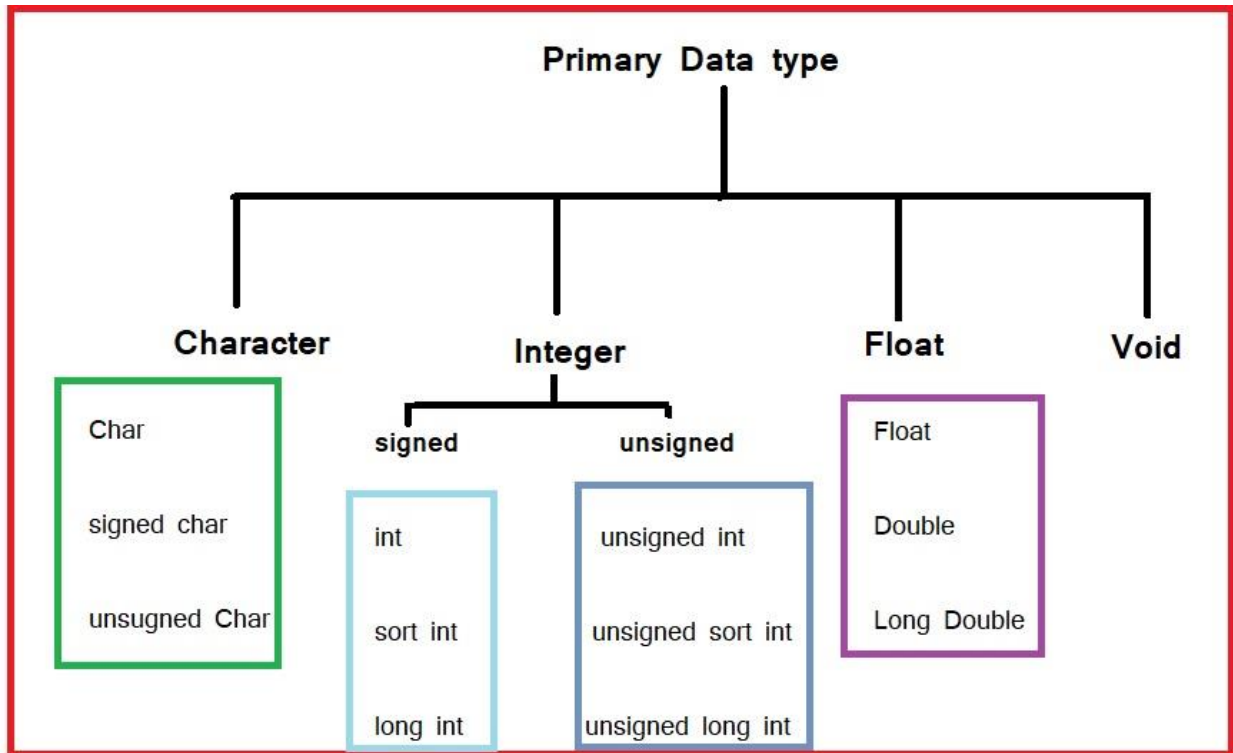 Primary Data type
Character
Integer
Float
Void
Char
signed char
unsugned Char
signed
unsigned
int
sort int
long int
unsigned int
unsigned sort int
unsigned long int
Float
Double
Long Double